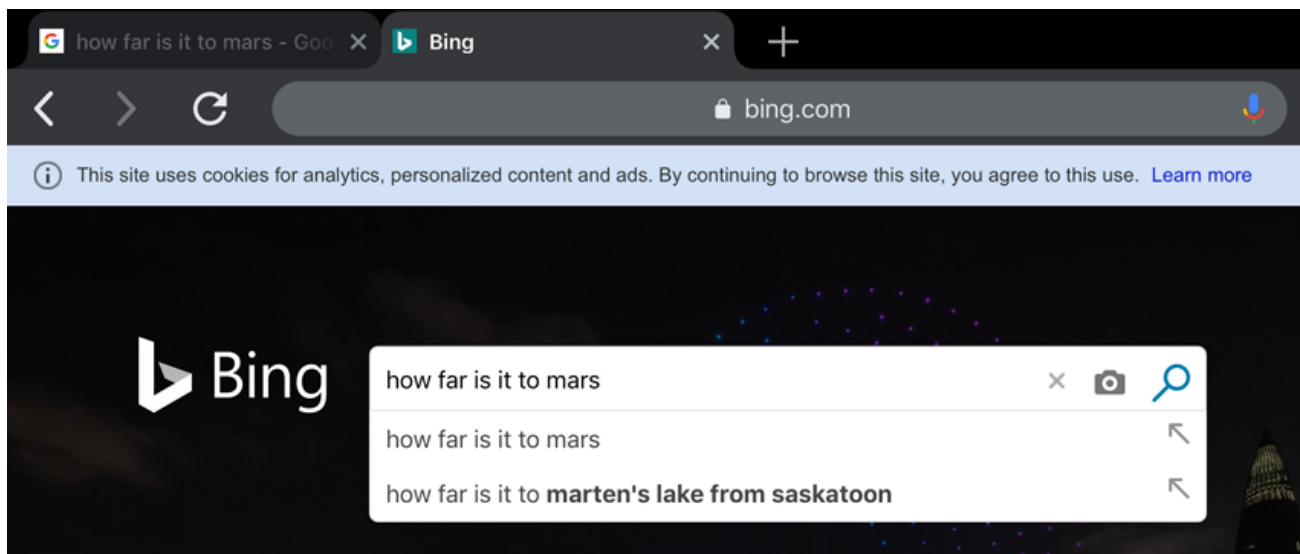 how far is it to mars - Goo
Bing
bing.com
This site uses cookies for analytics, personalized content and ads. By continuing to browse this site, you agree to this use. Learn more
Bing
how far is it to mars
how far is it to mars
how far is it to marten's lake from saskatoon